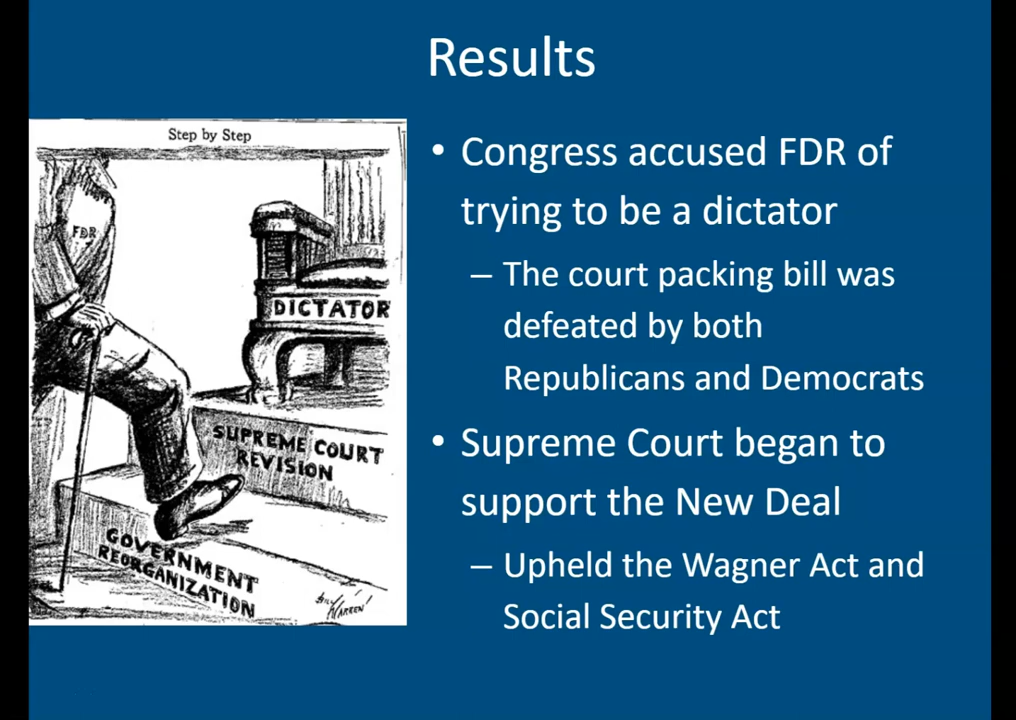 Results
Step by Step
FDR
DICTATOR
SUPREME COURT
REVISION
GOVERNMENT
REORGANIZATION
BILL
WARREN
• Congress accused FDR of
trying to be a dictator
– The court packing bill was
defeated by both
Republicans and Democrats
• Supreme Court began to
support the New Deal
– Upheld the Wagner Act and
Social Security Act